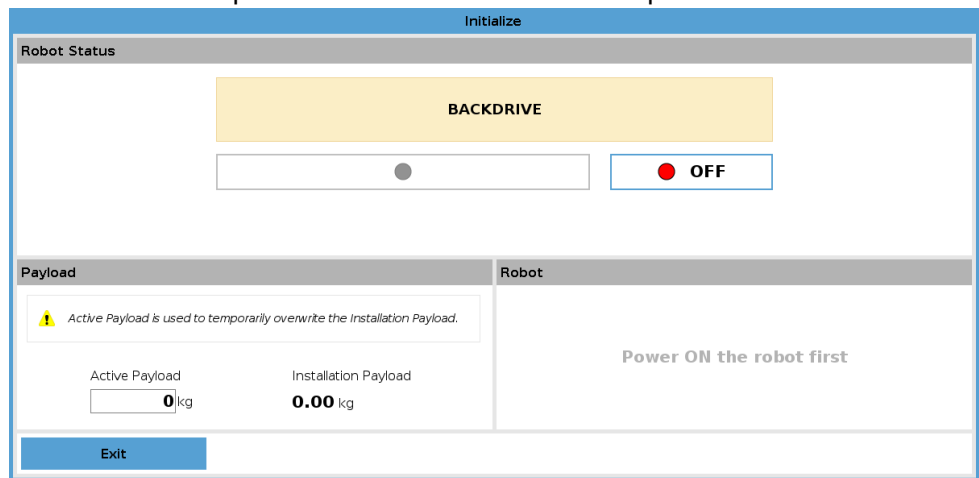 Initialize
Robot Status
BACKDRIVE
OFF
Payload
Active Payload is used to temporarily overwrite the Installation Payload.
Active Payload
Installation Payload
0 kg
0.00 kg
Robot
Power ON the robot first
Exit